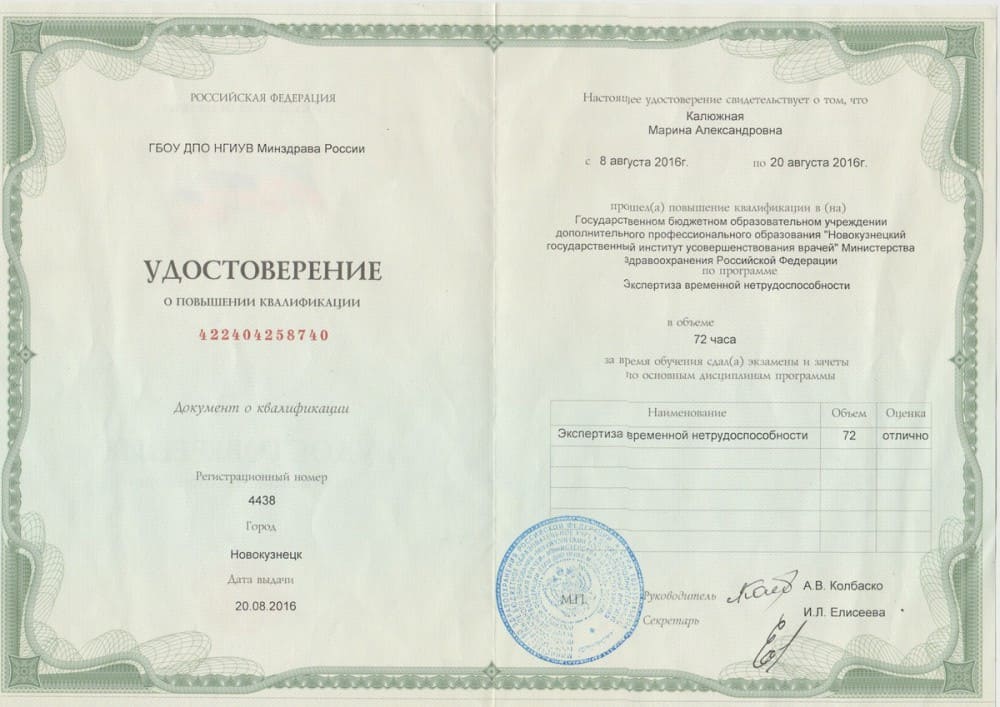 РОССИЙСКАЯ ФЕДЕРАЦИЯ
ГБОУ ДПО НГИУВ Минздрава России
УДОСТОВЕРЕНИЕ
О ПОВЫШЕНИИ КВАЛИФИКАЦИИ
422404258740
Документ о квалификации
Регистрационный номер
4438
Город
Новокузнецк
Дата выдачи
20.08.2016
Настоящее удостоверение свидетельствует о том, что
Калюжная
Марина Александровна
с 8 августа 2016г. по 20 августа 2016г.
прошел(а) повышение квалификации в (на)
Государственном бюджетном образовательном учреждении
дополнительного профессионального образования "Новокузнецкий
государственный институт усовершенствования врачей" Министерства
здравоохранения Российской Федерации
по программе
Экспертиза временной нетрудоспособности
в объеме
72 часа
за время обучения сдал(а) экзамены и зачеты
по основным дисциплинам программы
Наименование Объем Оценка
Экспертиза временной нетрудоспособности 72 отлично
М.П.
Руководитель А.В. Колбаско
Секретарь И.Л. Елисеева